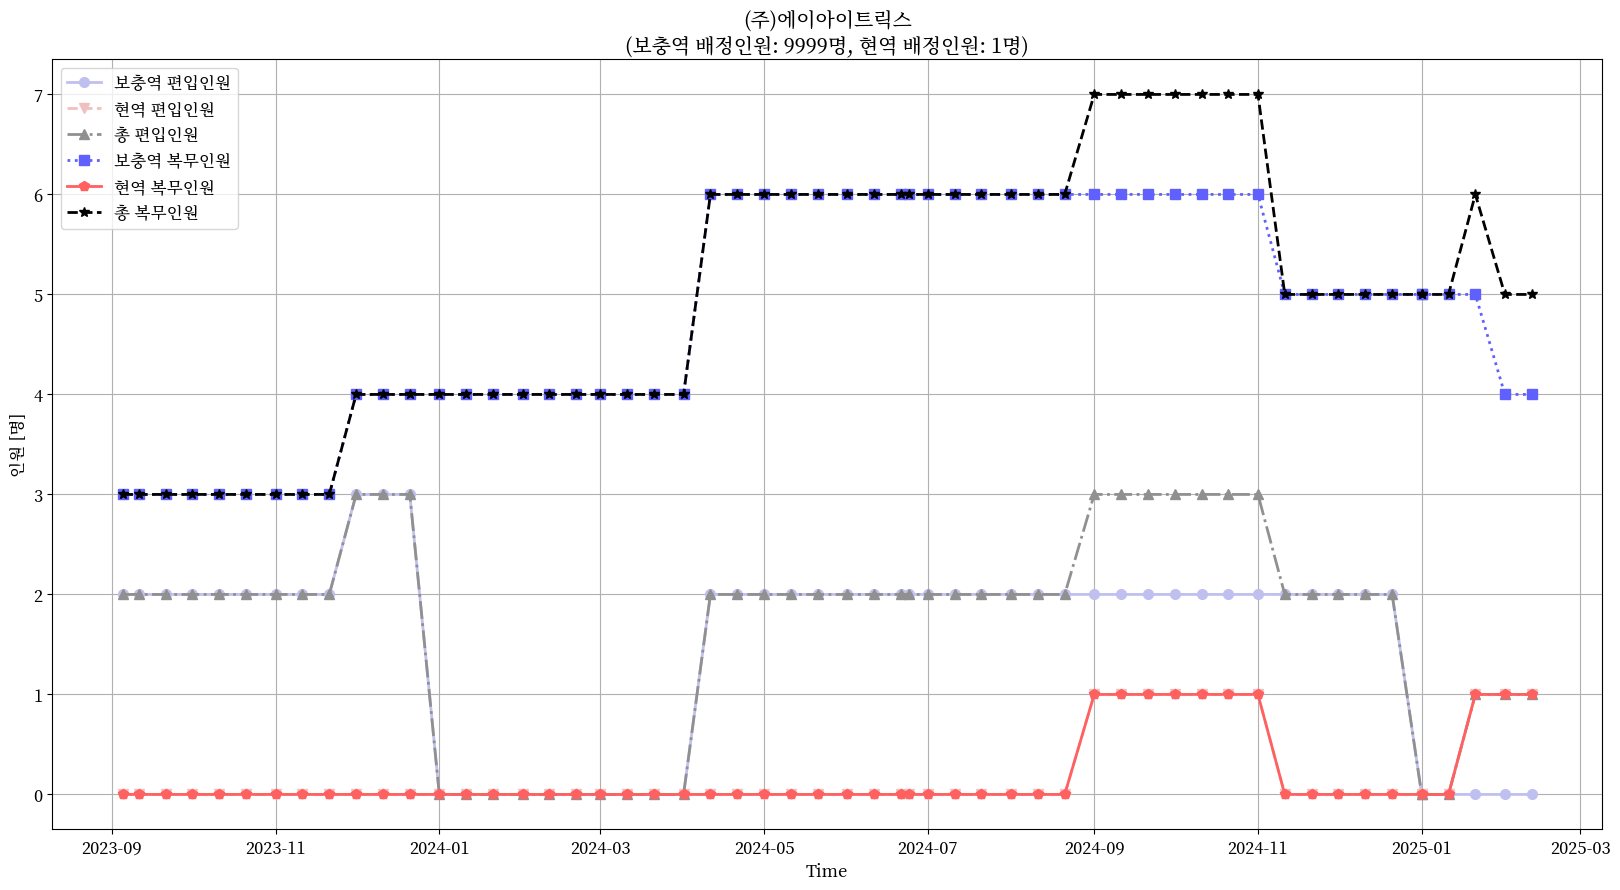 (주)에이아이트릭스
(보충역 배정인원: 9999명, 현역 배정인원: 1명)
보충역 편입인원
현역 편입인원
총 편입인원
보충역 복무인원
현역 복무인원
총 복무인원
7
6
5
4
3
2
1
0
인원 [명]
2023-09
2023-11
2024-01
2024-03
2024-05
2024-07
2024-09
2024-11
2025-01
2025-03
Time